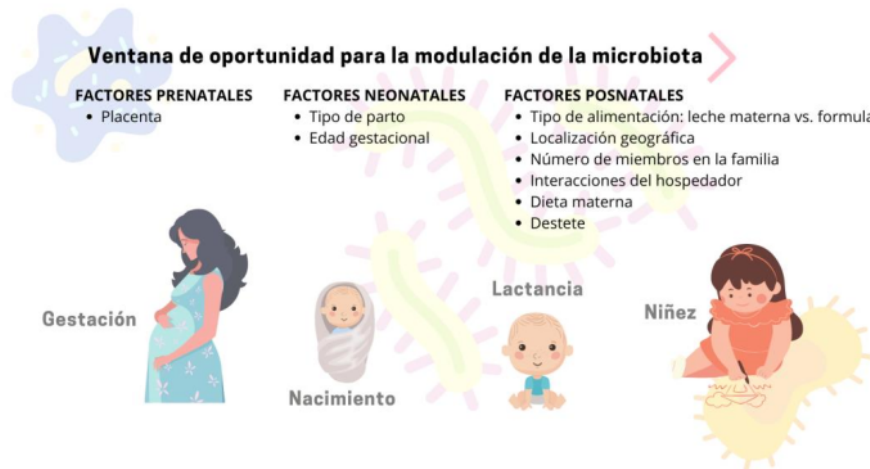 Ventana de oportunidad para la modulación de la microbiota
FACTORES PRENATALES
• Placenta
FACTORES NEONATALES
• Tipo de parto
• Edad gestacional
FACTORES POSNATALES
• Tipo de alimentación: leche materna vs. formula
• Localización geográfica
• Número de miembros en la familia
• Interacciones del hospedador
• Dieta materna
• Destete
Gestación
Nacimiento
Lactancia
Niñez